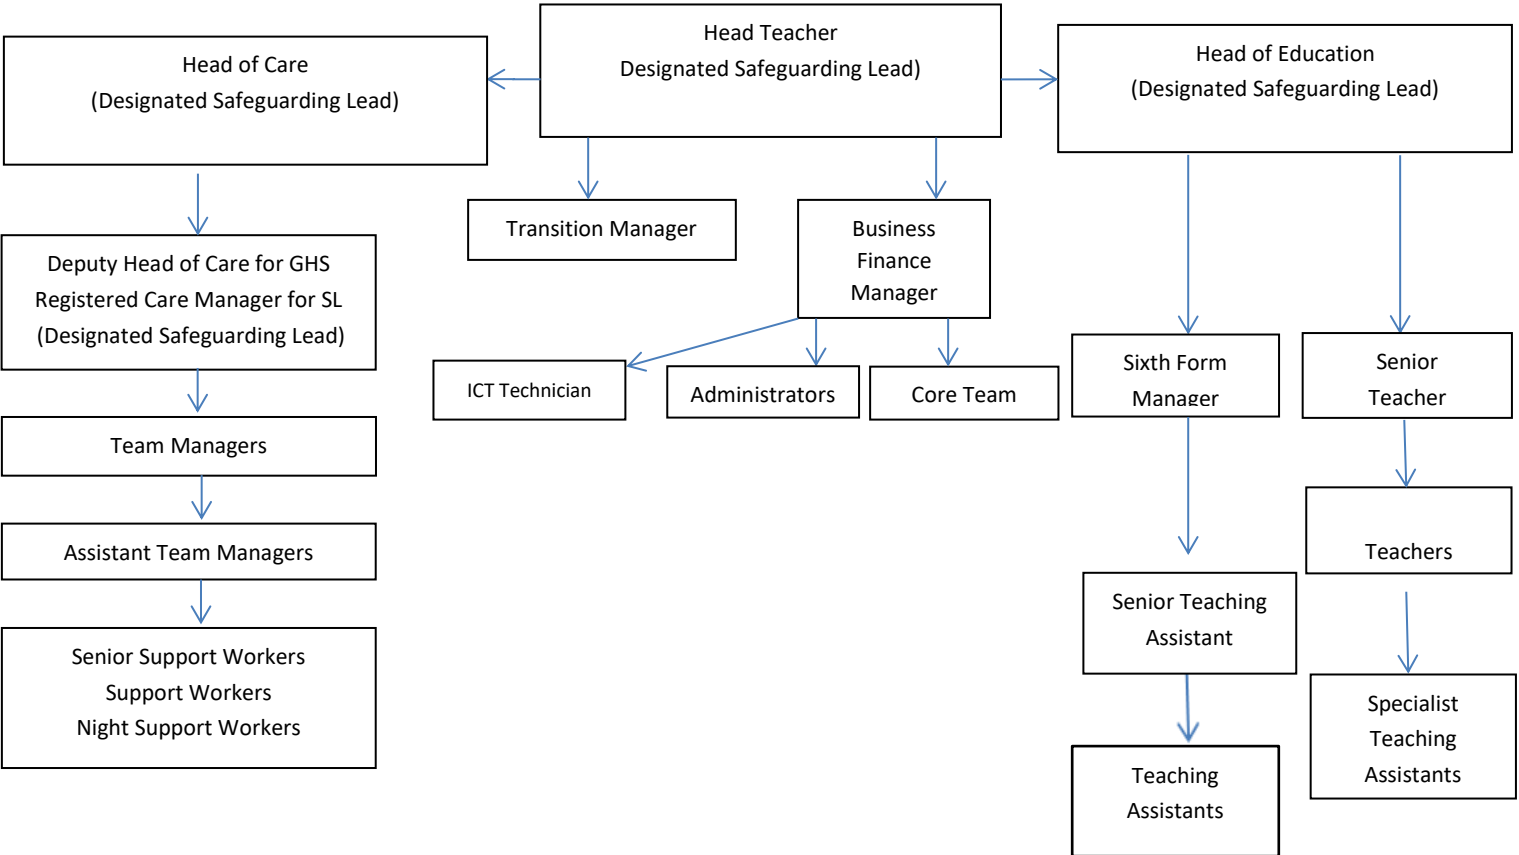 Head Teacher
Designated Safeguarding Lead)
Head of Care
(Designated Safeguarding Lead)
Head of Education
(Designated Safeguarding Lead)
Transition Manager
Business
Finance
Manager
Deputy Head of Care for GHS
Registered Care Manager for SL
(Designated Safeguarding Lead)
ICT Technician
Administrators
Core Team
Sixth Form
Manager
Senior
Teacher
Team Managers
Assistant Team Managers
Teachers
Senior Teaching
Assistant
Senior Support Workers
Support Workers
Night Support Workers
Specialist
Teaching
Assistants
Teaching
Assistants